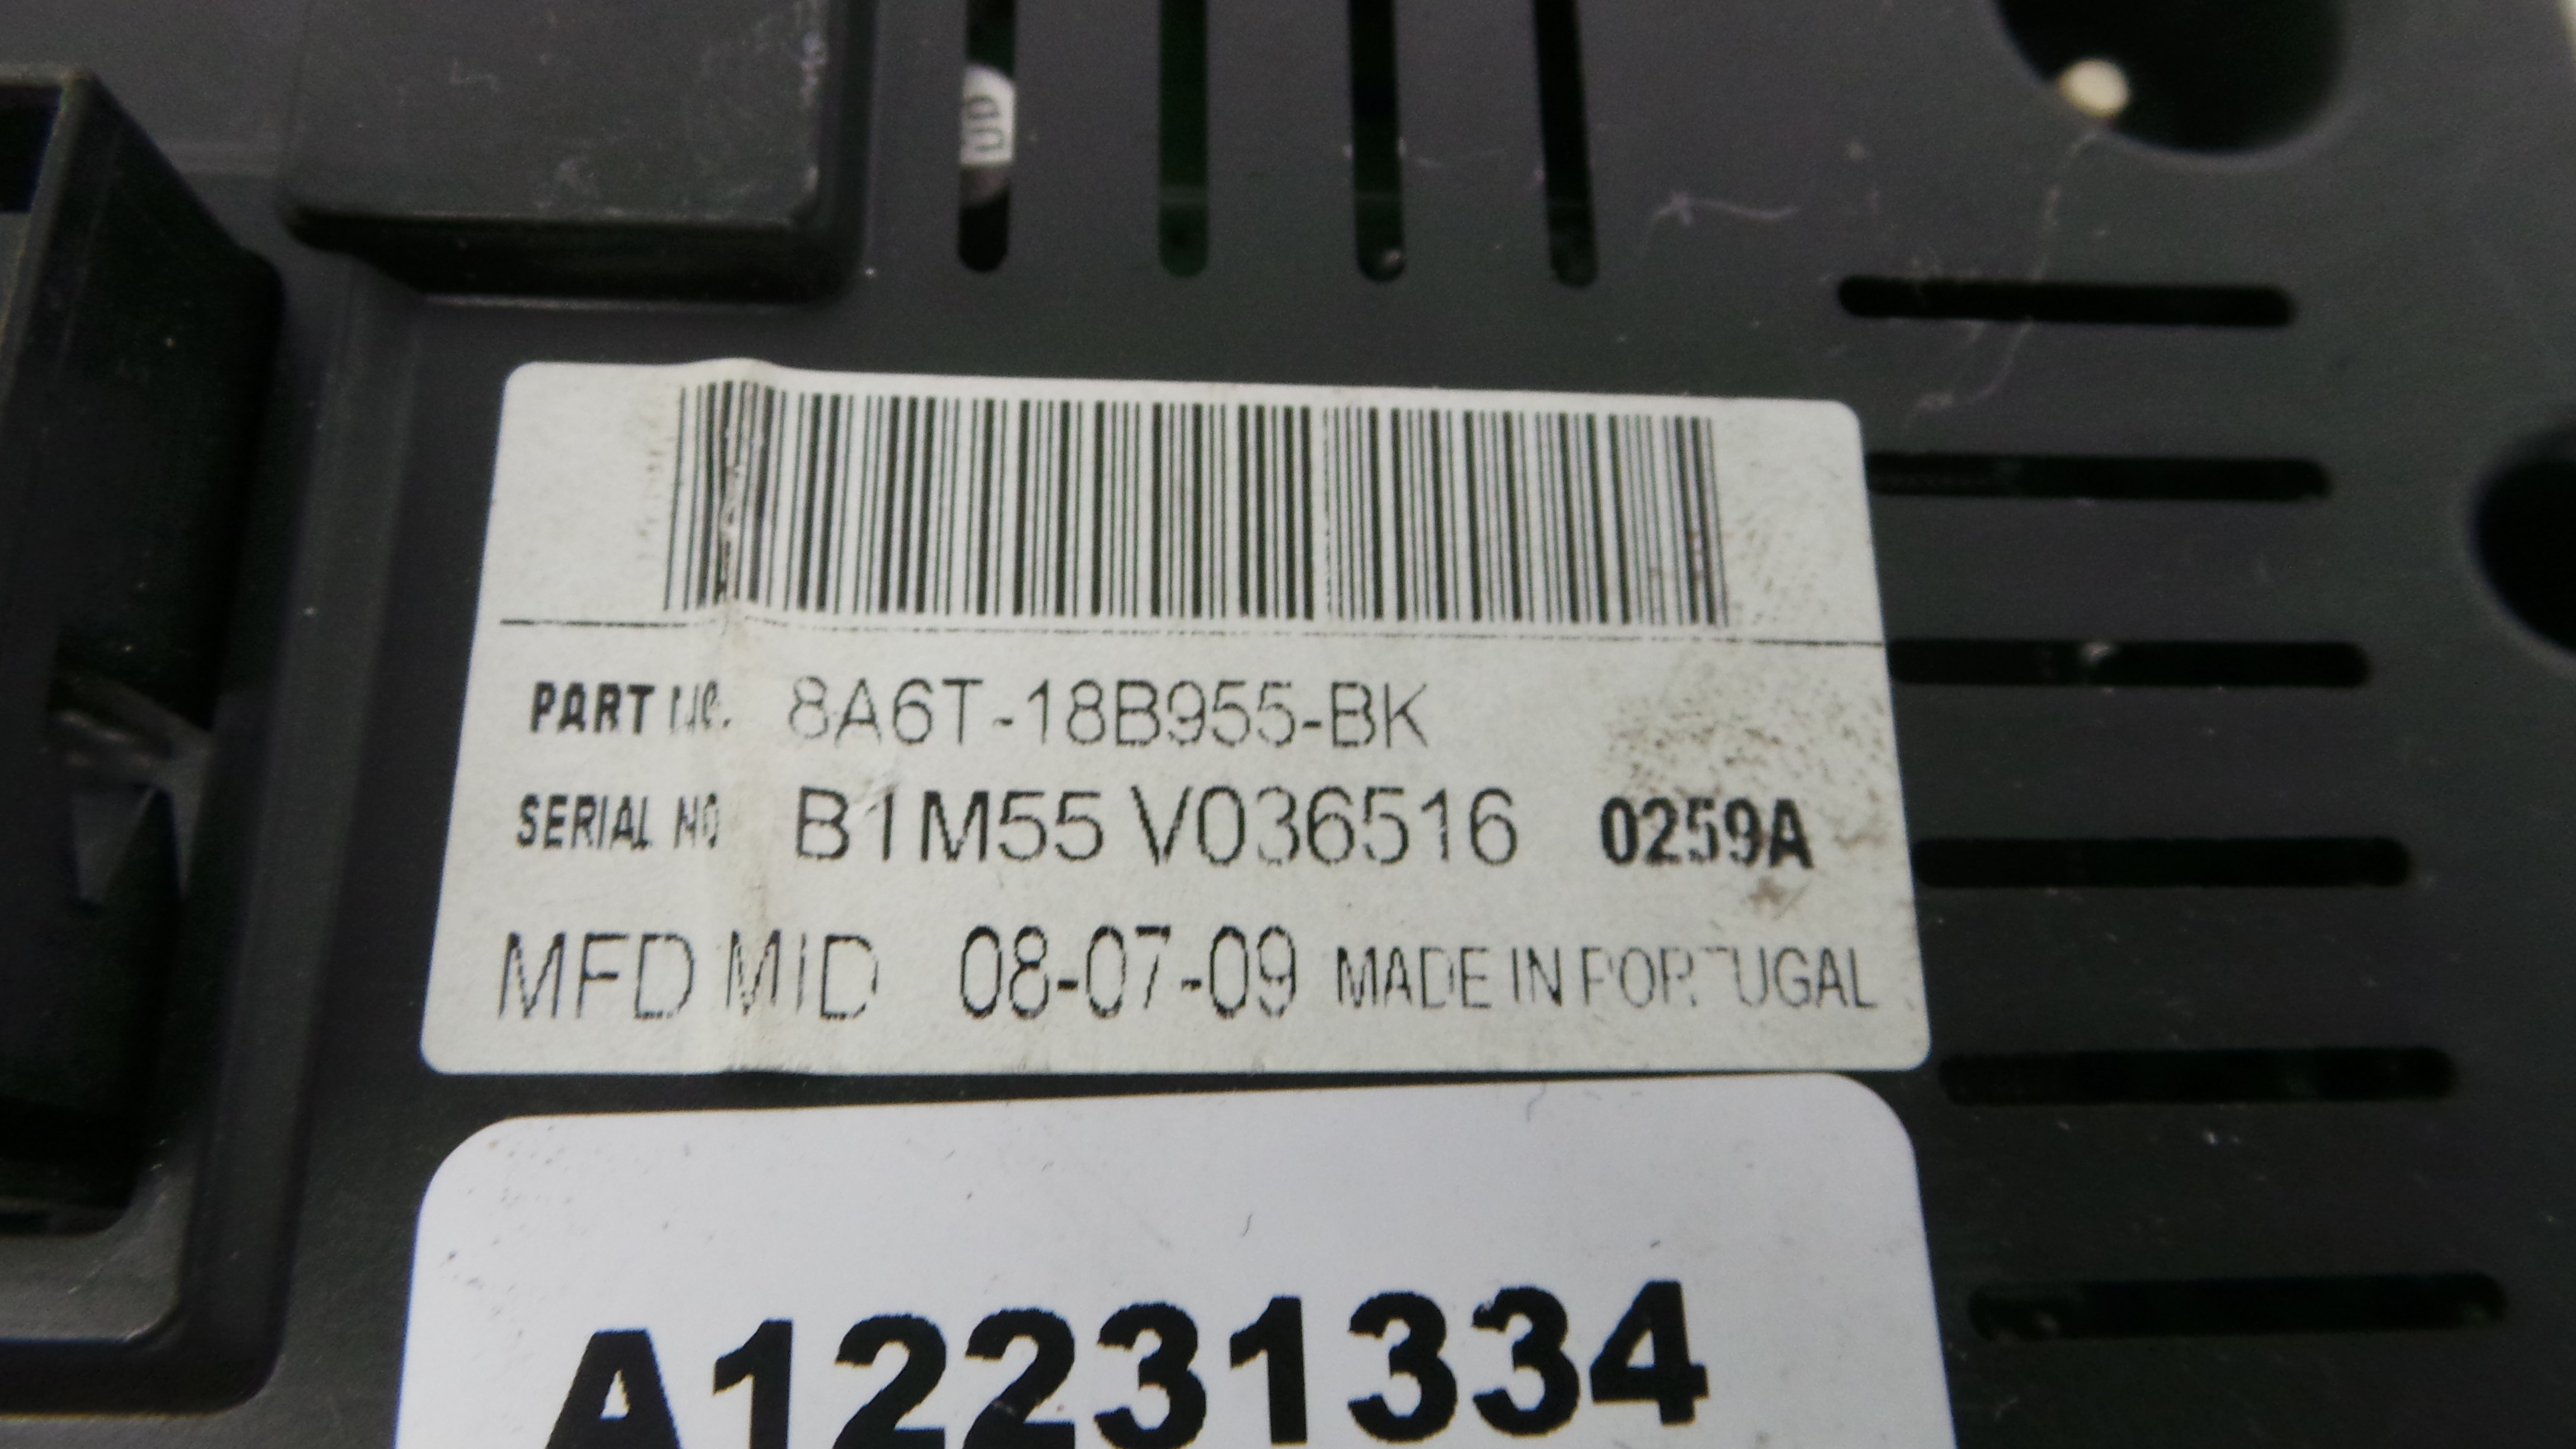 PART NO. 8A6T-18B955-BK
SERIAL NO B1M55 V036516 0259A
MFD MID 08-07-09 MADE IN PORTUGAL
A12231334